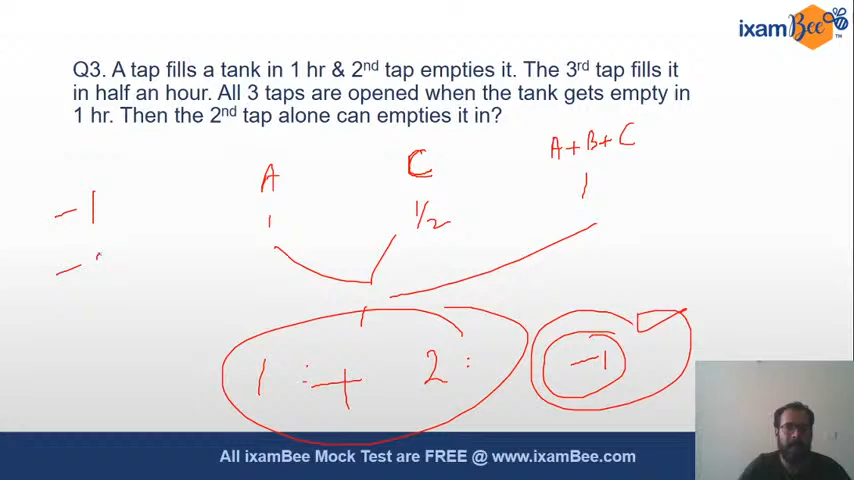 ixamBee™
Q3. A tap fills a tank in 1 hr & 2nd tap empties it. The 3rd tap fills it
in half an hour. All 3 taps are opened when the tank gets empty in
1 hr. Then the 2nd tap alone can empties it in?
A+B+C
A C 1
-1 1 1/2
-
1
1 : + 2 : -1
All ixamBee Mock Test are FREE @ www.ixamBee.com